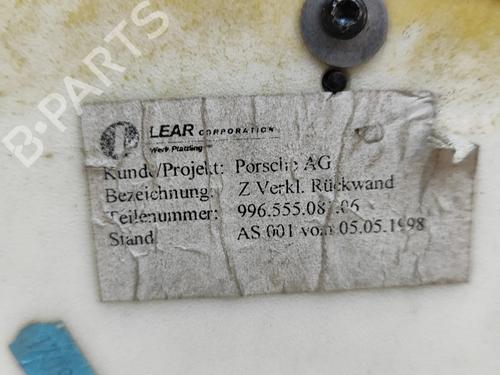 B-PARTS
LEAR CORPORATION
Werk Plattling
Kunde/Projekt: Porsche AG
Bezeichnung: Z Verkl. Rückwand
Teilenummer: 996.555.08 .06
Stand AS 001 vom 05.05.1998